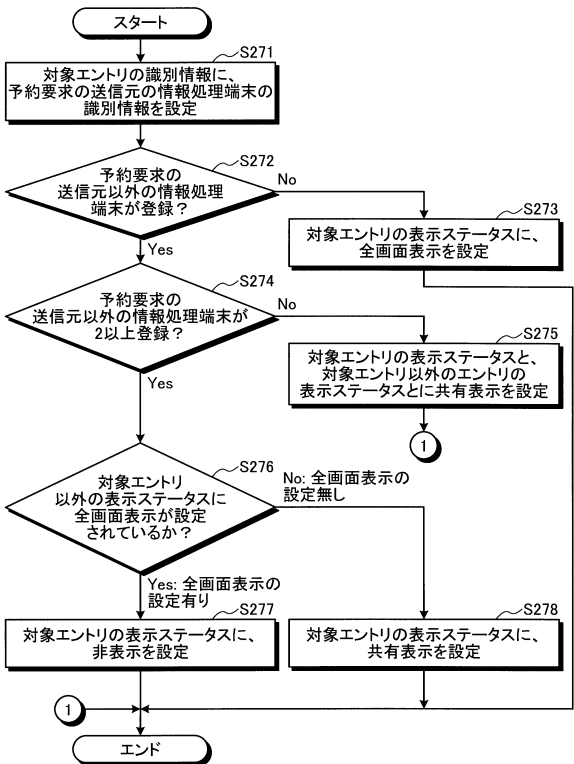 スタート
S271
対象エントリの識別情報に、
予約要求の送信元の情報処理端末の
識別情報を設定
S272
予約要求の
送信元以外の情報処理
端末が登録？
No
Yes
S273
対象エントリの表示ステータスに、
全画面表示を設定
S274
予約要求の
送信元以外の情報処理端末が
2以上登録？
No
Yes
S275
対象エントリの表示ステータスと、
対象エントリ以外のエントリの
表示ステータスとに共有表示を設定
1
S276
対象エントリ
以外の表示ステータスに
全画面表示が設定
されているか？
No: 全画面表示の
設定無し
Yes: 全画面表示の
設定有り
S277
対象エントリの表示ステータスに、
非表示を設定
S278
対象エントリの表示ステータスに、
共有表示を設定
1
エンド